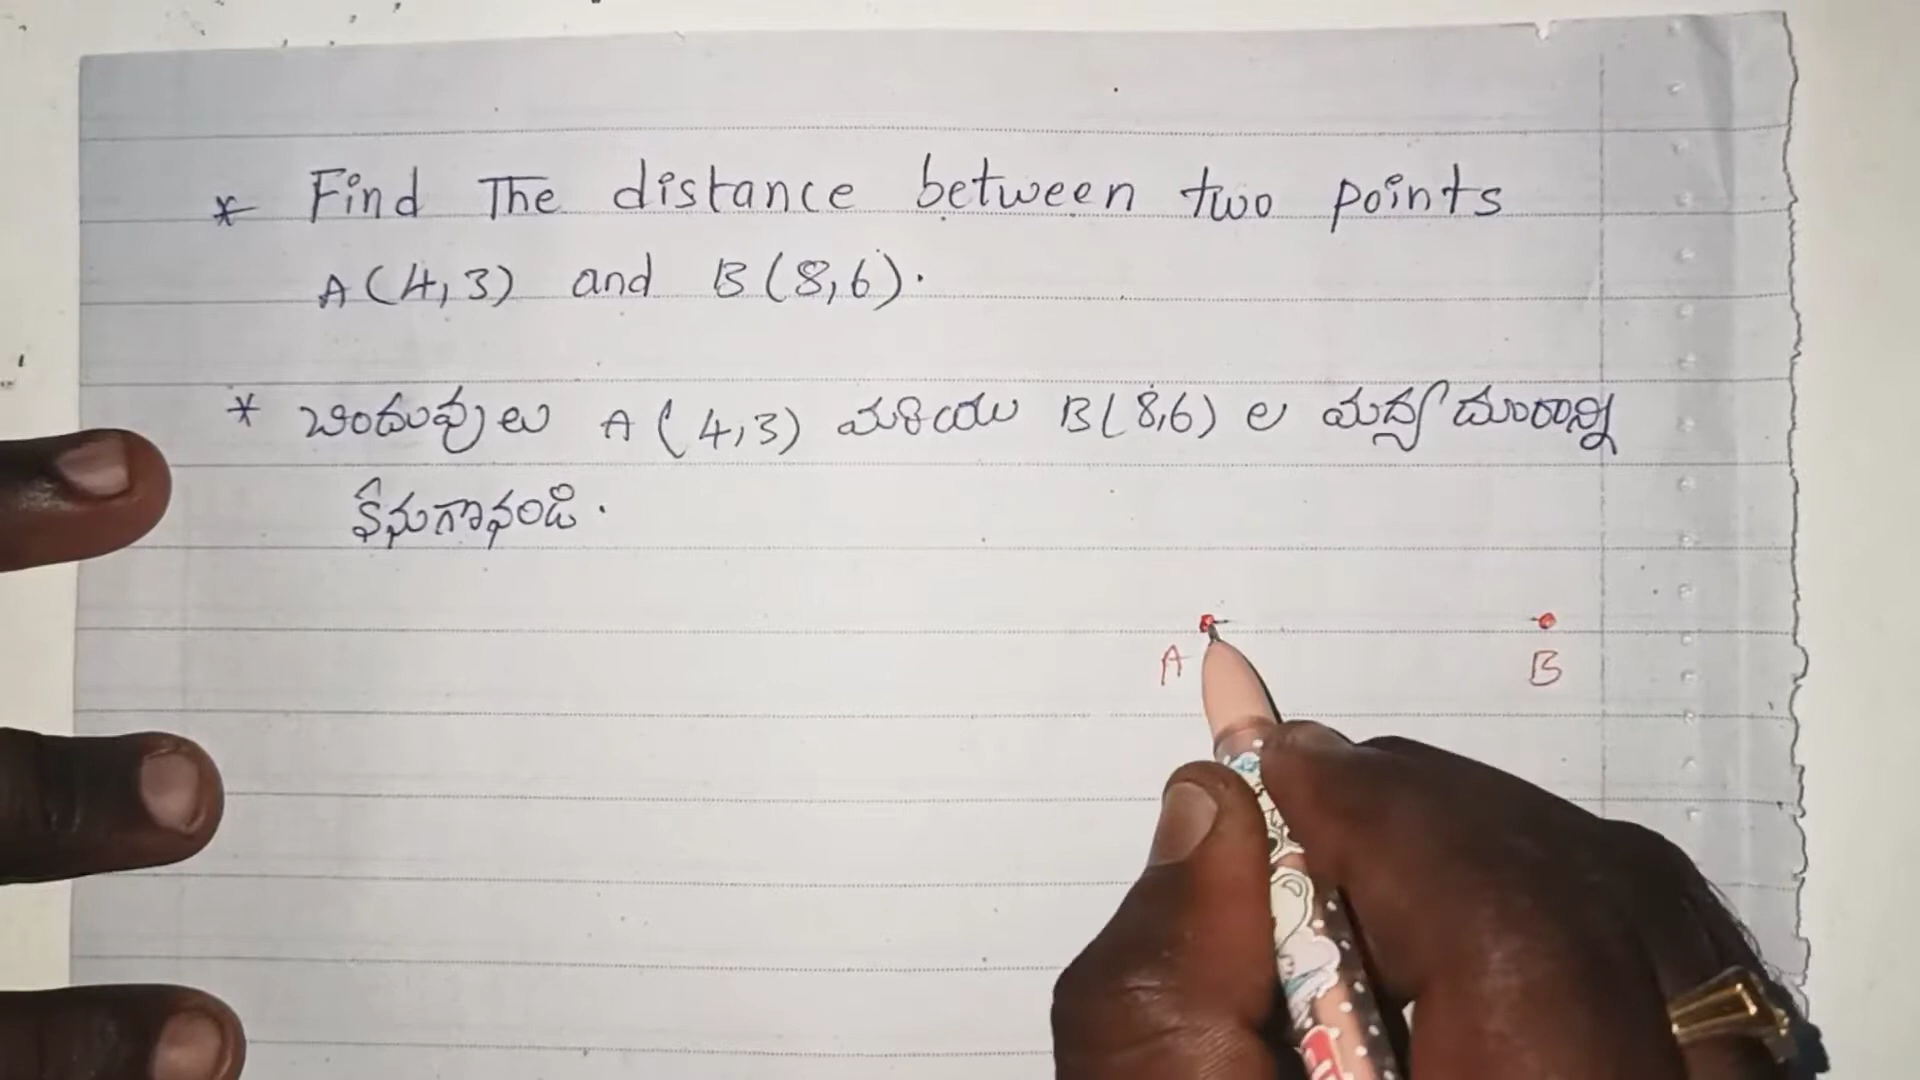 * Find The distance between two points
A (4,3) and B (8,6).
* బిందువులు A (4,3) మరియు B (8,6) ల మధ్య దూరాన్ని
కనుగొనండి.
A B